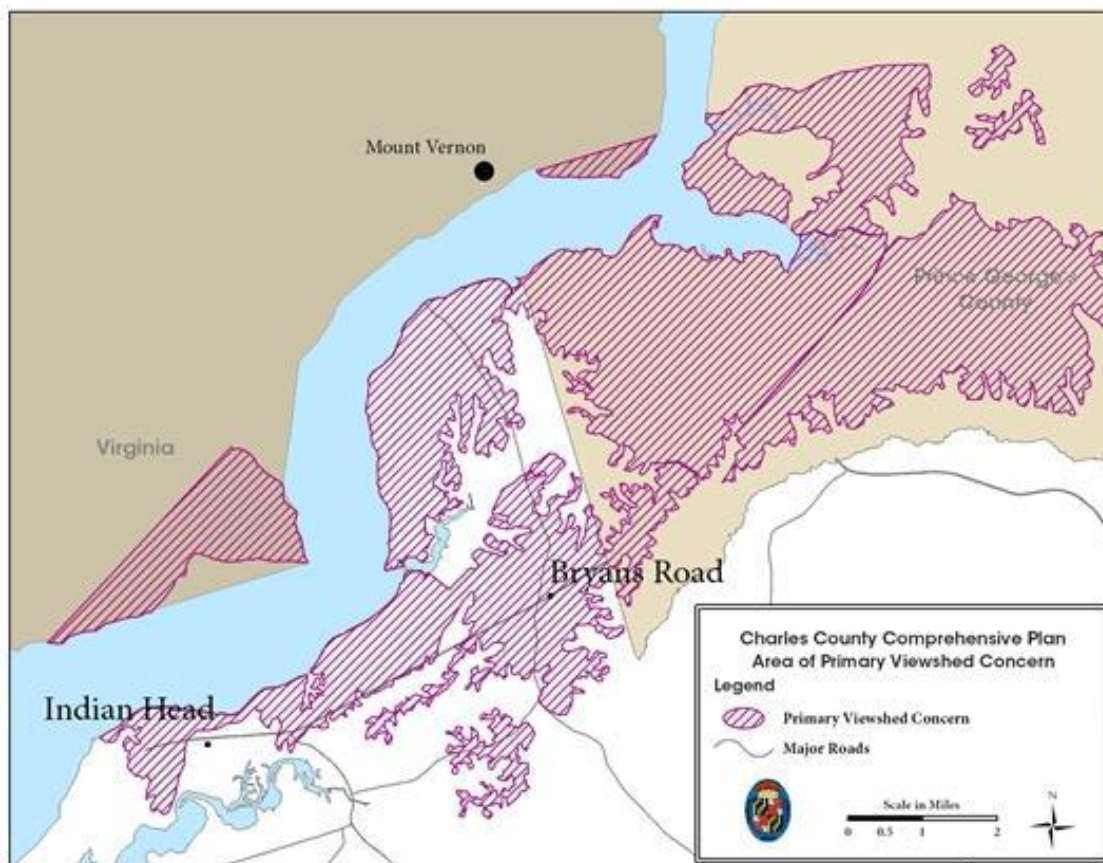 Mount Vernon
Prince George's
County
Virginia
Bryans Road
Indian Head
Charles County Comprehensive Plan
Area of Primary Viewshed Concern
Legend
Primary Viewshed Concern
Major Roads
Scale in Miles
0 0.5 1 2
N